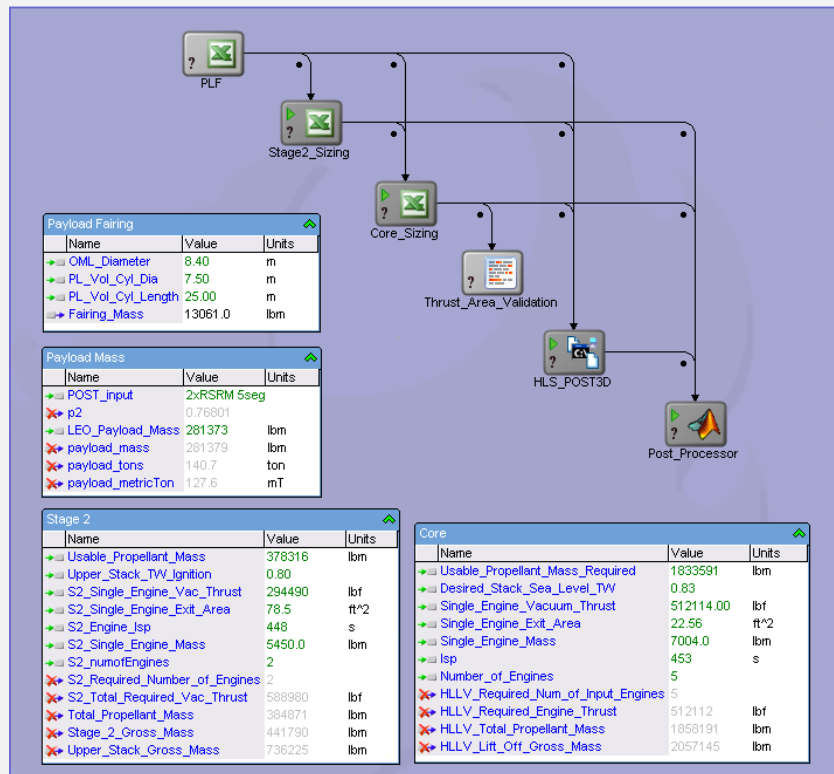 PLF
Stage2_Sizing
Core_Sizing
Thrust_Area_Validation
HLS_POST3D
Post_Processor
Payload Fairing
Name Value Units
OML_Diameter 8.40 m
PL_Vol_Cyl_Dia 7.50 m
PL_Vol_Cyl_Length 25.00 m
Fairing_Mass 13061.0 lbm
Payload Mass
Name Value Units
POST_input 2xRSRM 5seg
p2 0.76801
LEO_Payload_Mass 281373 lbm
payload_mass 281379 lbm
payload_tons 140.7 ton
payload_metricTon 127.6 mT
Stage 2
Name Value Units
Usable_Propellant_Mass 378316 lbm
Upper_Stack_TW_Ignition 0.80
S2_Single_Engine_Vac_Thrust 294490 lbf
S2_Single_Engine_Exit_Area 78.5 ft^2
S2_Engine_Isp 448 s
S2_Single_Engine_Mass 5450.0 lbm
S2_numofEngines 2
S2_Required_Number_of_Engines 2
S2_Total_Required_Vac_Thrust 588980 lbf
Total_Propellant_Mass 384871 lbm
Stage_2_Gross_Mass 441790 lbm
Upper_Stack_Gross_Mass 736225 lbm
Core
Name Value Units
Usable_Propellant_Mass_Required 1833591 lbm
Desired_Stack_Sea_Level_TW 0.83
Single_Engine_Vacuum_Thrust 512114.00 lbf
Single_Engine_Exit_Area 22.56 ft^2
Single_Engine_Mass 7004.0 lbm
Isp 453 s
Number_of_Engines 5
HLLV_Required_Num_of_Input_Engines 5
HLLV_Required_Engine_Thrust 512112 lbf
HLLV_Total_Propellant_Mass 1858191 lbm
HLLV_Lift_Off_Gross_Mass 2057145 lbm